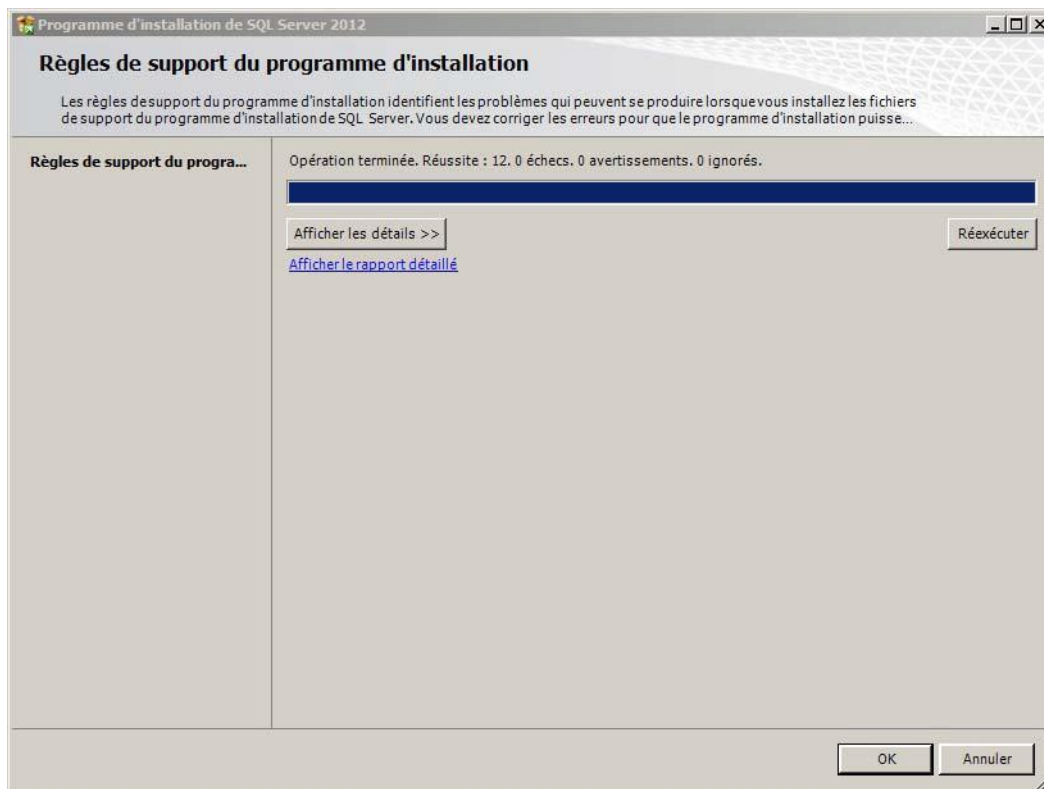 Programme d'installation de SQL Server 2012
Règles de support du programme d'installation
Les règles de support du programme d'installation identifient les problèmes qui peuvent se produire lorsque vous installez les fichiers
de support du programme d'installation de SQL Server. Vous devez corriger les erreurs pour que le programme d'installation puisse...
Règles de support du progra...
Opération terminée. Réussite : 12. 0 échecs. 0 avertissements. 0 ignorés.
Afficher les détails >>
Réexécuter
Afficher le rapport détaillé
OK
Annuler